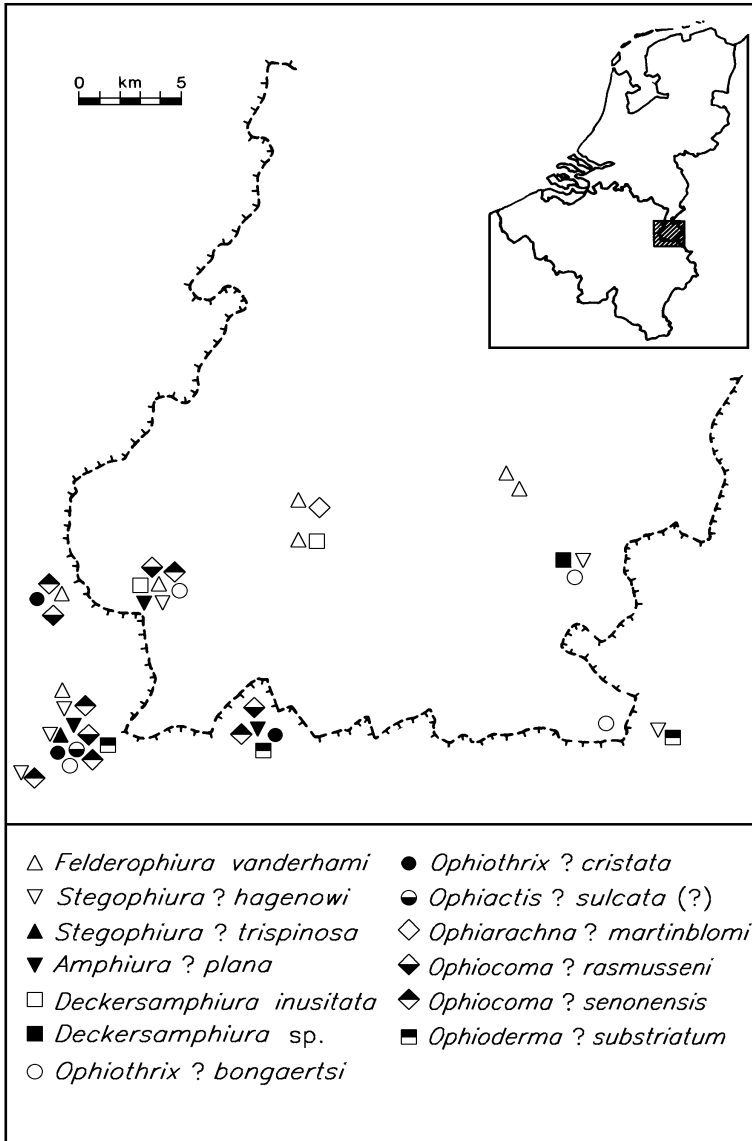 0 km 5
Felderophiura vanderhami
Stegophiura ? hagenowi
Stegophiura ? trispinosa
Amphiura ? plana
Deckersamphiura inusitata
Deckersamphiura sp.
Ophiothrix ? bongaertsi
Ophiothrix ? cristata
Ophiactis ? sulcata (?)
Ophiarachna ? martinblomi
Ophiocoma ? rasmusseni
Ophiocoma ? senonensis
Ophioderma ? substriatum